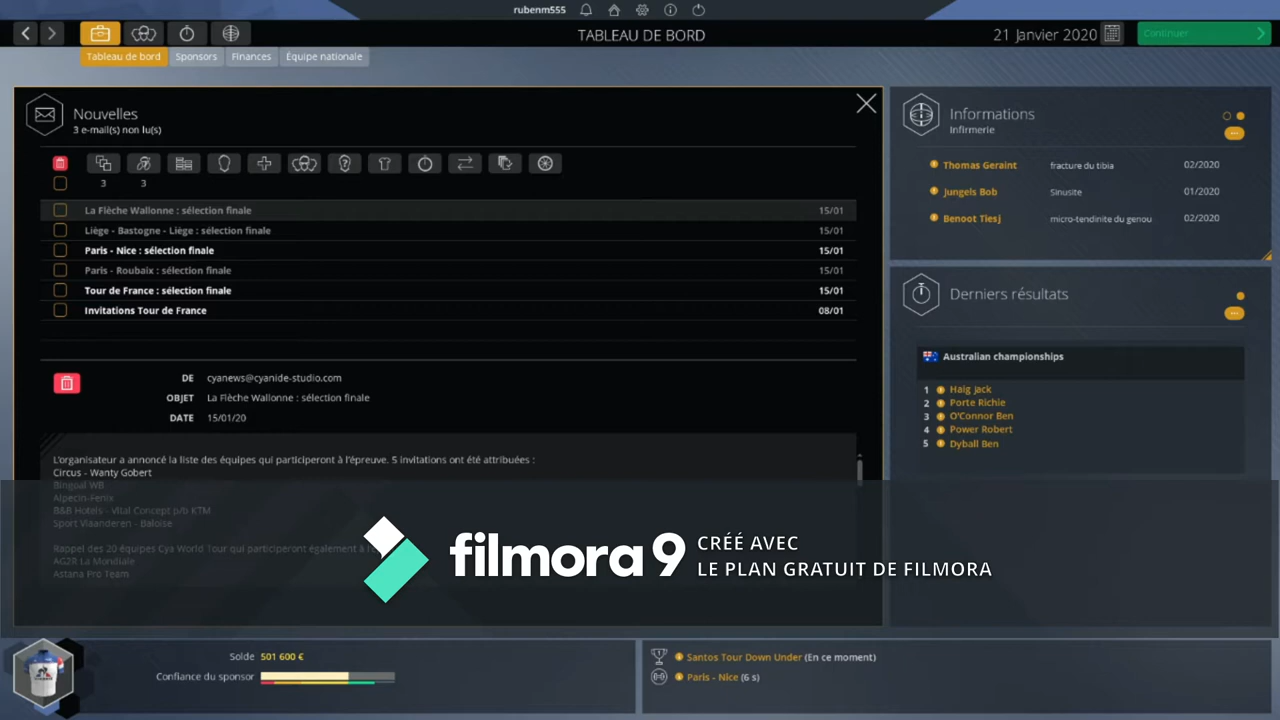 rubenm555
TABLEAU DE BORD
21 Janvier 2020
Continuer
Tableau de bord
Sponsors
Finances
Équipe nationale
Nouvelles
3 e-mail(s) non lu(s)
3
3
La Flèche Wallonne : sélection finale 15/01
Liège - Bastogne - Liège : sélection finale 15/01
Paris - Nice : sélection finale 15/01
Paris - Roubaix : sélection finale 15/01
Tour de France : sélection finale 15/01
Invitations Tour de France 08/01
DE cyanews@cyanide-studio.com
OBJET La Flèche Wallonne : sélection finale
DATE 15/01/20
L'organisateur a annoncé la liste des équipes qui participeront à l'épreuve. 5 invitations ont été attribuées :
Circus - Wanty Gobert
Bingoal WB
Alpecin-Fenix
B&B Hotels - Vital Concept p/b KTM
Sport Vlaanderen - Baloise
Rappel des 20 équipes Cya World Tour qui participeront également à
AG2R La Mondiale
Astana Pro Team
Informations
Infirmerie
Thomas Geraint fracture du tibia 02/2020
Jungels Bob Sinusite 01/2020
Benoot Tiesj micro-tendinite du genou 02/2020
Derniers résultats
Australian championships
1 Haig Jack
2 Porte Richie
3 O'Connor Ben
4 Power Robert
5 Dyball Ben
filmora 9 CRÉÉ AVEC
LE PLAN GRATUIT DE FILMORA
Solde 501 600 €
Confiance du sponsor
Santos Tour Down Under (En ce moment)
Paris - Nice (6 s)